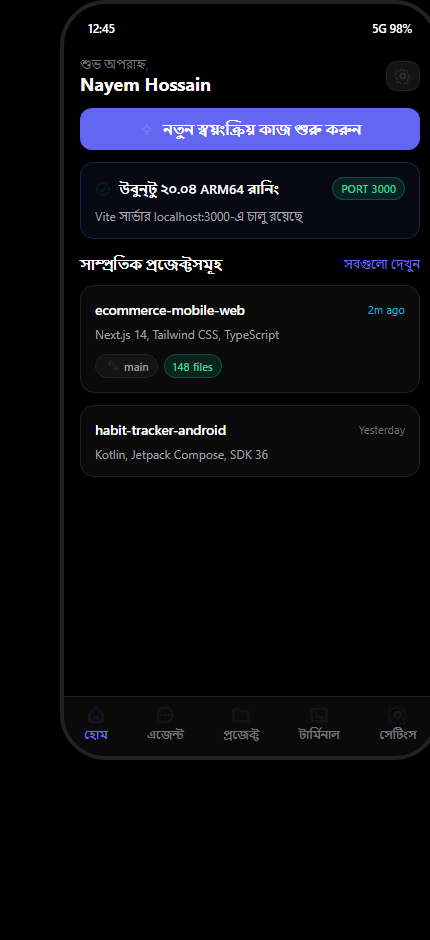 12:45
5G 98%
শুভ অপরাহ্ন,
Nayem Hossain
নতুন স্বয়ংক্রিয় কাজ শুরু করুন
উবুন্টু ২০.০৪ ARM64 রানিং
PORT 3000
Vite সার্ভার localhost:3000-এ চালু রয়েছে
সাম্প্রতিক প্রজেক্টসমূহ
সবগুলো দেখুন
ecommerce-mobile-web
2m ago
Next.js 14, Tailwind CSS, TypeScript
main
148 files
habit-tracker-android
Yesterday
Kotlin, Jetpack Compose, SDK 36
হোম
এজেন্ট
প্রজেক্ট
টার্মিনাল
সেটিংস